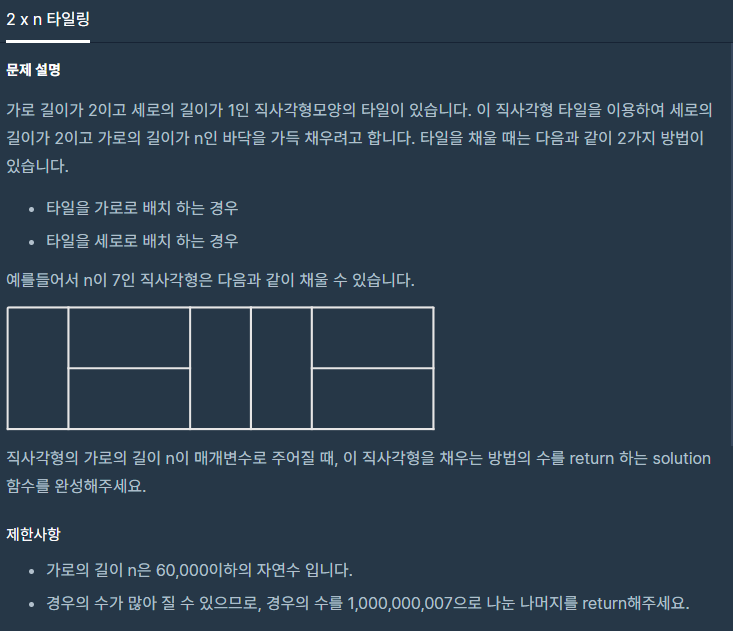 2 x n 타일링
문제 설명
가로 길이가 2이고 세로의 길이가 1인 직사각형모양의 타일이 있습니다. 이 직사각형 타일을 이용하여 세로의
길이가 2이고 가로의 길이가 n인 바닥을 가득 채우려고 합니다. 타일을 채울 때는 다음과 같이 2가지 방법이
있습니다.
• 타일을 가로로 배치 하는 경우
• 타일을 세로로 배치 하는 경우
예를들어서 n이 7인 직사각형은 다음과 같이 채울 수 있습니다.
직사각형의 가로의 길이 n이 매개변수로 주어질 때, 이 직사각형을 채우는 방법의 수를 return 하는 solution
함수를 완성해주세요.
제한사항
• 가로의 길이 n은 60,000이하의 자연수 입니다.
• 경우의 수가 많아 질 수 있으므로, 경우의 수를 1,000,000,007으로 나눈 나머지를 return해주세요.